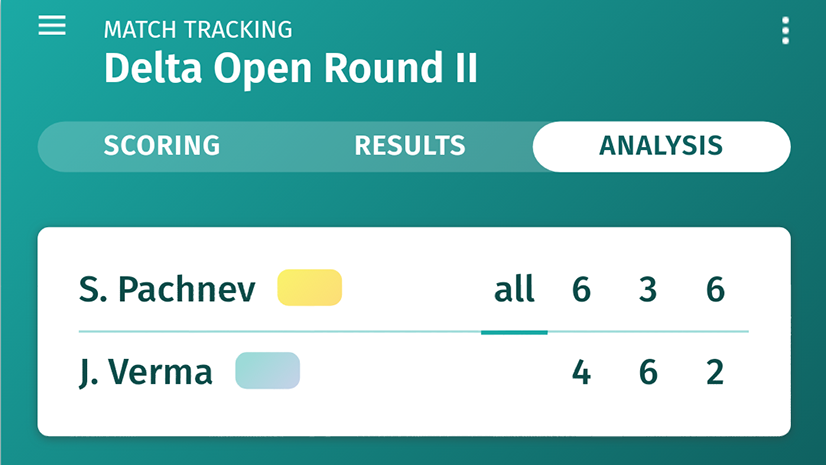 MATCH TRACKING
Delta Open Round II
SCORING RESULTS ANALYSIS
S. Pachnev all 6 3 6
J. Verma 4 6 2